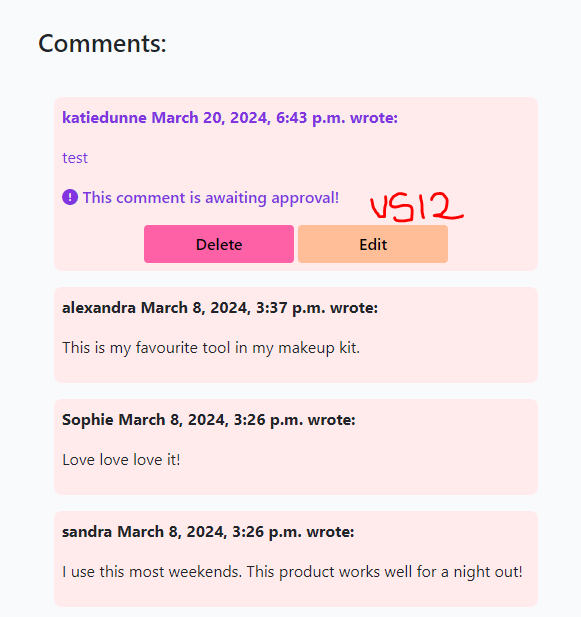 Comments:
katiedunne March 20, 2024, 6:43 p.m. wrote:
test
This comment is awaiting approval!
US12
Delete Edit
alexandra March 8, 2024, 3:37 p.m. wrote:
This is my favourite tool in my makeup kit.
Sophie March 8, 2024, 3:26 p.m. wrote:
Love love love it!
sandra March 8, 2024, 3:26 p.m. wrote:
I use this most weekends. This product works well for a night out!